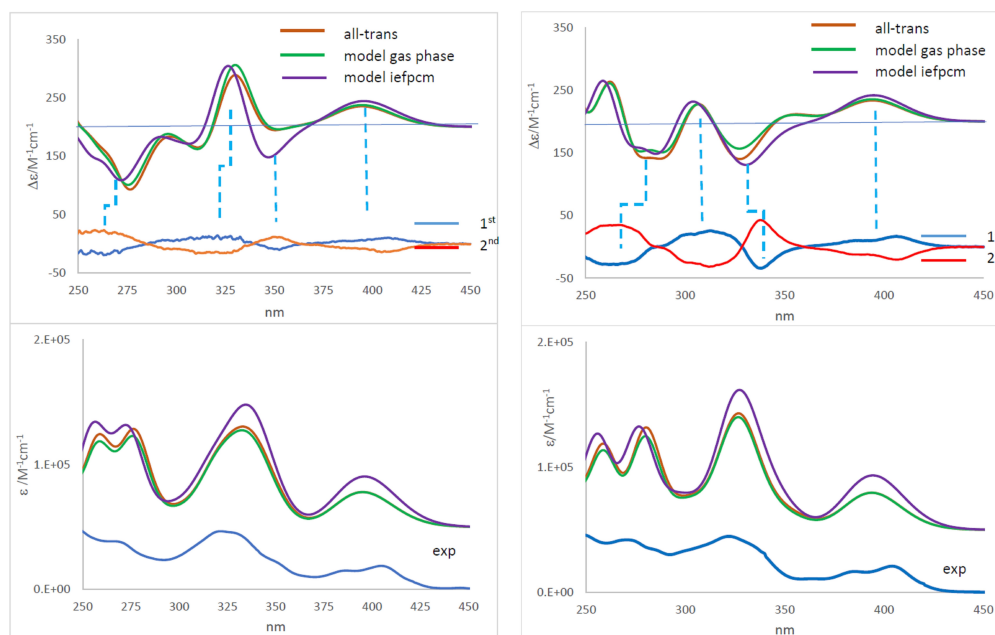 all-trans
model gas phase
model iefpcm
350
250
150
50
-50
Δε/M⁻¹cm⁻¹
1st
2nd
250 275 300 325 350 375 400 425 450
nm
all-trans
model gas phase
model iefpcm
350
250
150
50
-50
Δε/M⁻¹cm⁻¹
1
2
250 300 350 400 450
nm
2.E+05
1.E+05
0.E+00
ε /M⁻¹cm⁻¹
exp
250 275 300 325 350 375 400 425 450
nm
2.E+05
1.E+05
0.E+00
ε/M⁻¹cm⁻¹
exp
250 300 350 400 450
nm